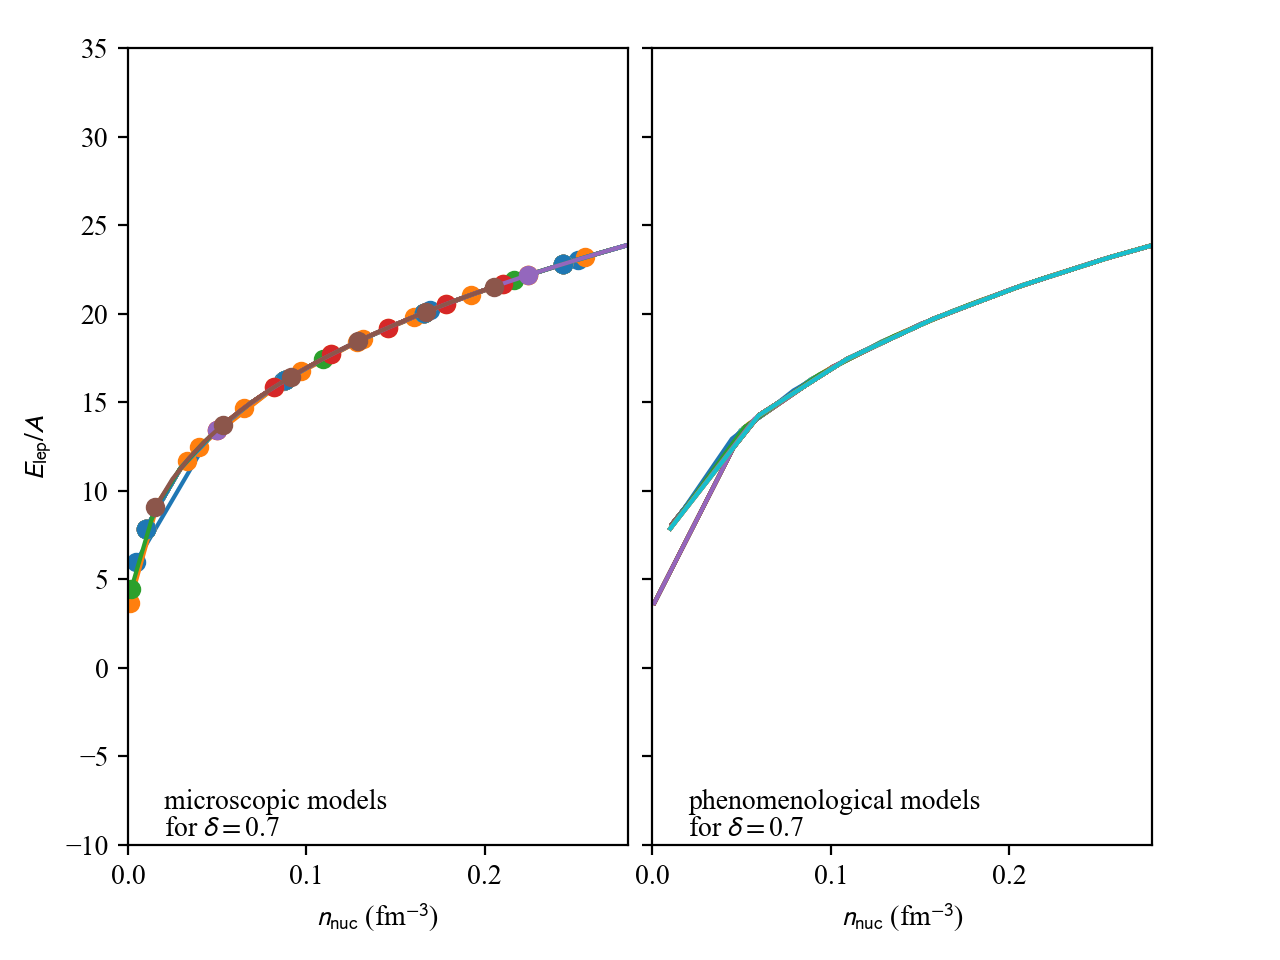 35
30
25
20
15
10
5
0
−5
−10
E_lep/A
microscopic models
for δ = 0.7
phenomenological models
for δ = 0.7
0.0 0.1 0.2 0.0 0.1 0.2
n_nuc (fm⁻³) n_nuc (fm⁻³)